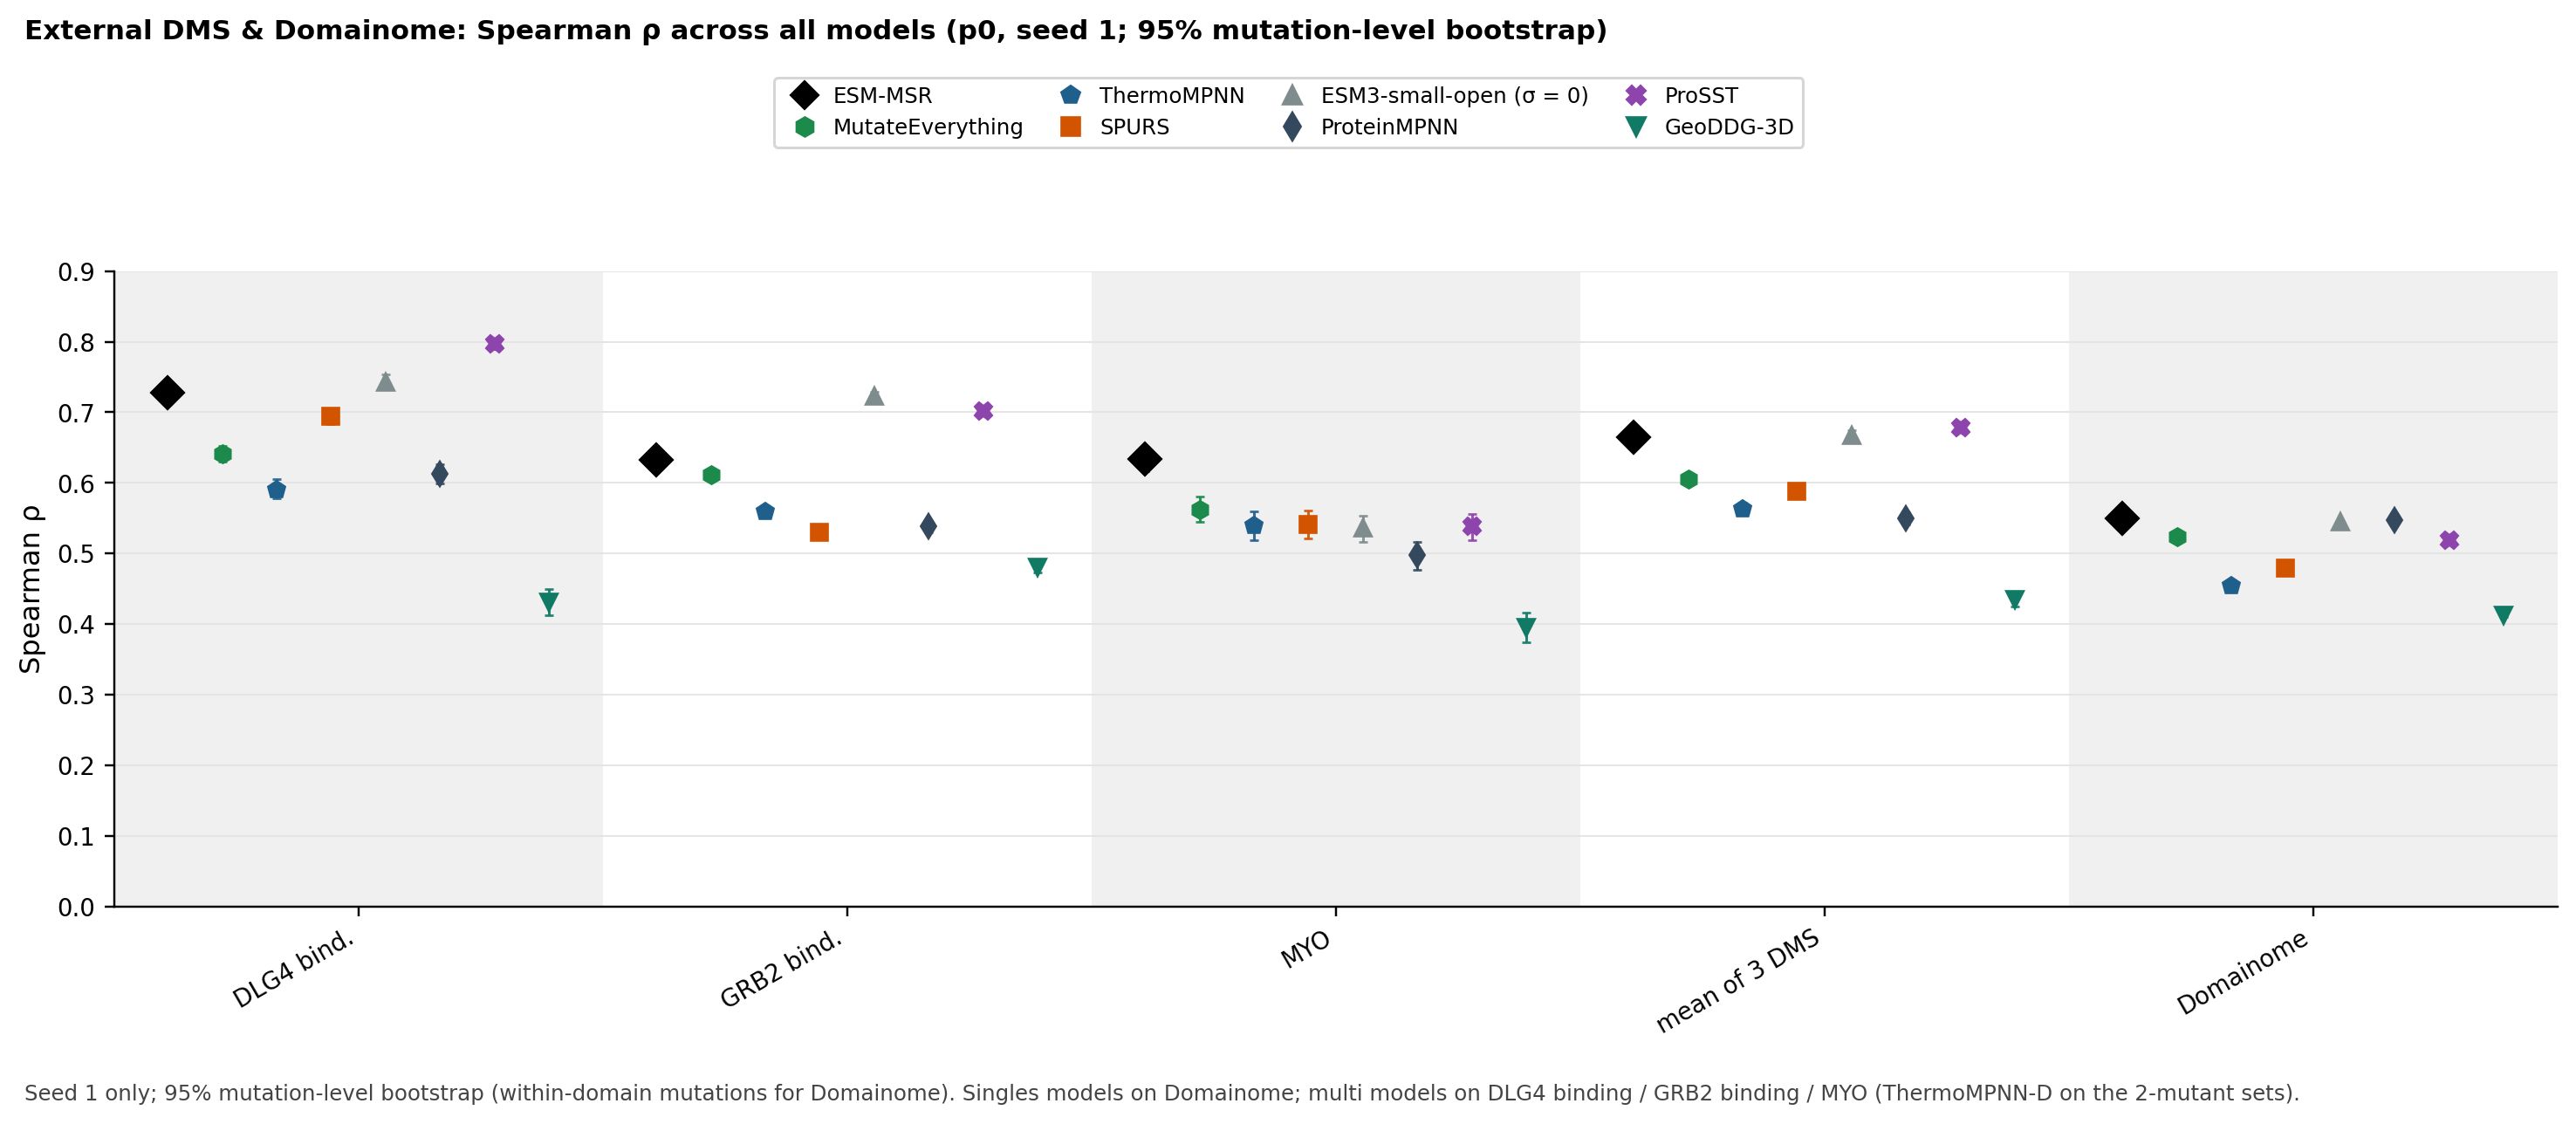 External DMS & Domainome: Spearman ρ across all models (p0, seed 1; 95% mutation-level bootstrap)
ESM-MSR
MutateEverything
ThermoMPNN
SPURS
ESM3-small-open (σ = 0)
ProteinMPNN
ProSST
GeoDDG-3D
Spearman ρ
0.9
0.8
0.7
0.6
0.5
0.4
0.3
0.2
0.1
0.0
DLG4 bind.
GRB2 bind.
MYO
mean of 3 DMS
Domainome
Seed 1 only; 95% mutation-level bootstrap (within-domain mutations for Domainome). Singles models on Domainome; multi models on DLG4 binding / GRB2 binding / MYO (ThermoMPNN-D on the 2-mutant sets).